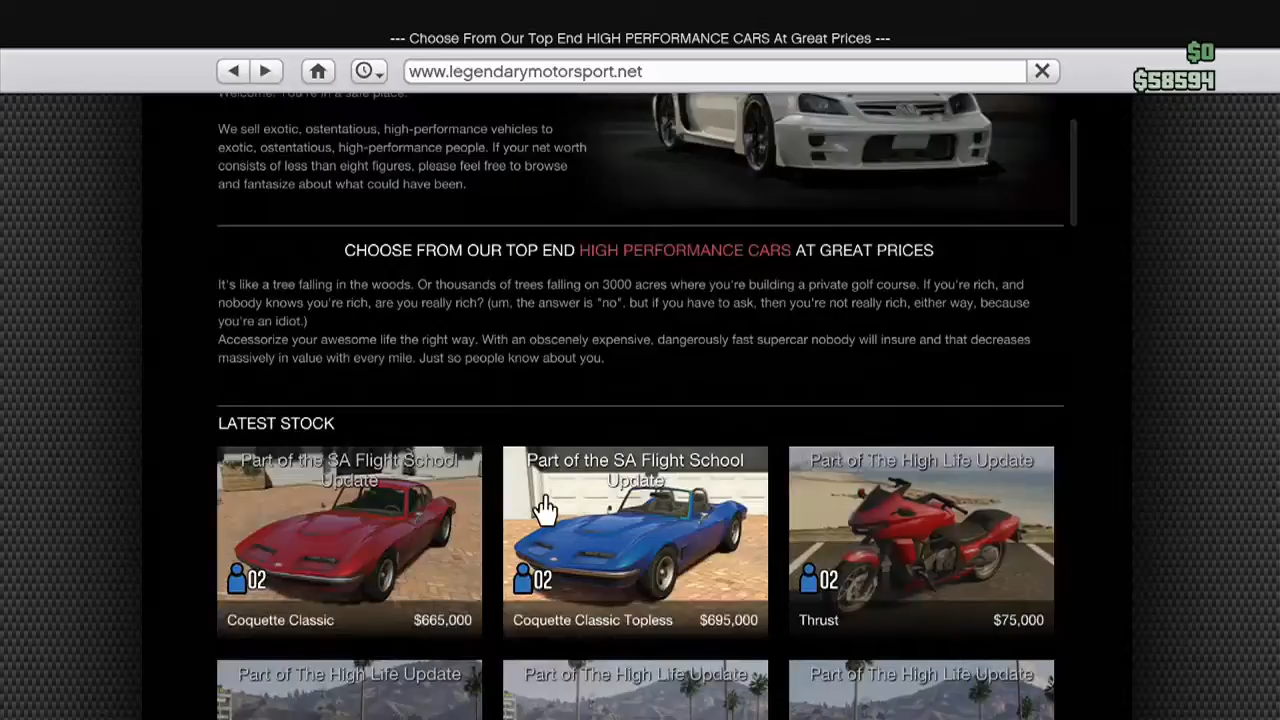 --- Choose From Our Top End HIGH PERFORMANCE CARS At Great Prices ---
$0
www.legendarymotorsport.net
$58594
Welcome. You're in a safe place.
We sell exotic, ostentatious, high-performance vehicles to
exotic, ostentatious, high-performance people. If your net worth
consists of less than eight figures, please feel free to browse
and fantasize about what could have been.
CHOOSE FROM OUR TOP END HIGH PERFORMANCE CARS AT GREAT PRICES
It's like a tree falling in the woods. Or thousands of trees falling on 3000 acres where you're building a private golf course. If you're rich, and
nobody knows you're rich, are you really rich? (um, the answer is "no", but if you have to ask, then you're not really rich, either way, because
you're an idiot.)
Accessorize your awesome life the right way. With an obscenely expensive, dangerously fast supercar nobody will insure and that decreases
massively in value with every mile. Just so people know about you.
LATEST STOCK
Part of the SA Flight School
Update
02
Coquette Classic $665,000
Part of the SA Flight School
Update
02
Coquette Classic Topless $695,000
Part of The High Life Update
02
Thrust $75,000
Part of The High Life Update
Part of The High Life Update
Part of The High Life Update